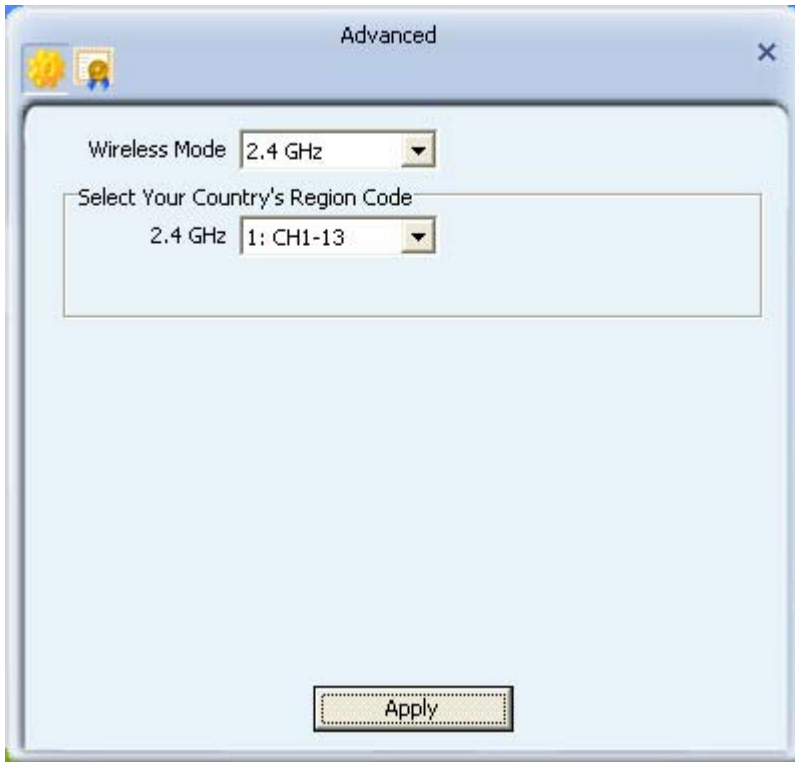 Advanced
Wireless Mode 2.4 GHz
Select Your Country's Region Code
2.4 GHz 1: CH1-13
Apply